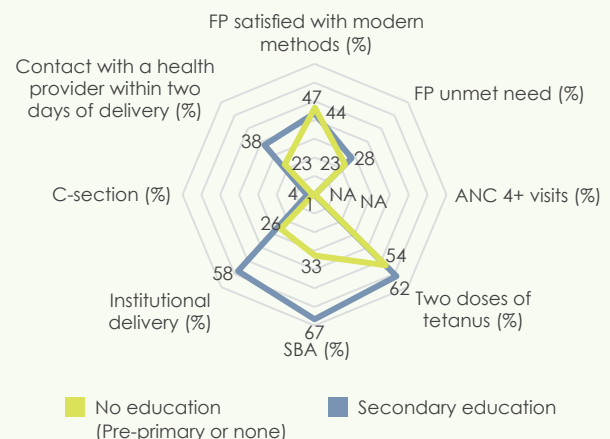 FP satisfied with modern
methods (%)
Contact with a health
provider within two
days of delivery (%)
FP unmet need (%)
47
44
38
28
23 23
C-section (%)
4
NA NA
ANC 4+ visits (%)
1
26
54
33
58
62
Institutional
delivery (%)
Two doses of
tetanus (%)
67
SBA (%)
No education
(Pre-primary or none)
Secondary education